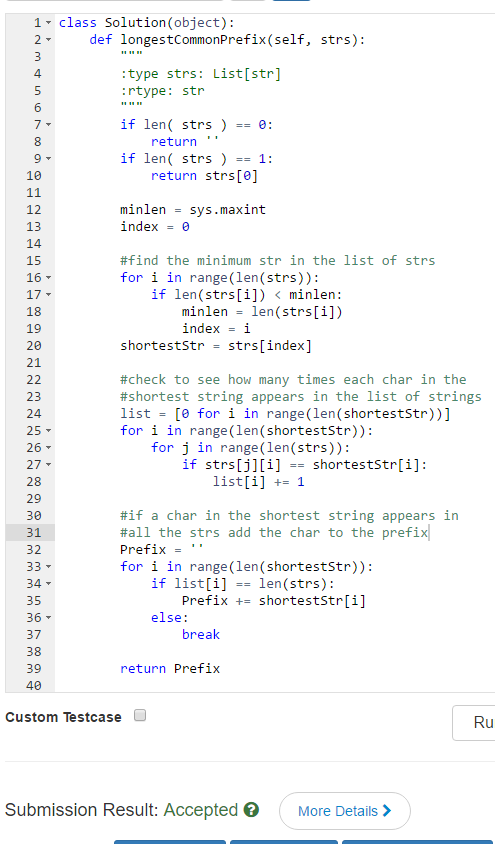 1 class Solution(object):
2 def longestCommonPrefix(self, strs):
3 """
4 :type strs: List[str]
5 :rtype: str
6 """
7 if len( strs ) == 0:
8 return ''
9 if len( strs ) == 1:
10 return strs[0]
11
12 minlen = sys.maxint
13 index = 0
14
15 #find the minimum str in the list of strs
16 for i in range(len(strs)):
17 if len(strs[i]) < minlen:
18 minlen = len(strs[i])
19 index = i
20 shortestStr = strs[index]
21
22 #check to see how many times each char in the
23 #shortest string appears in the list of strings
24 list = [0 for i in range(len(shortestStr))]
25 for i in range(len(shortestStr)):
26 for j in range(len(strs)):
27 if strs[j][i] == shortestStr[i]:
28 list[i] += 1
29
30 #if a char in the shortest string appears in
31 #all the strs add the char to the prefix
32 Prefix = ''
33 for i in range(len(shortestStr)):
34 if list[i] == len(strs):
35 Prefix += shortestStr[i]
36 else:
37 break
38
39 return Prefix
40
Custom Testcase
Ru
Submission Result: Accepted ? More Details